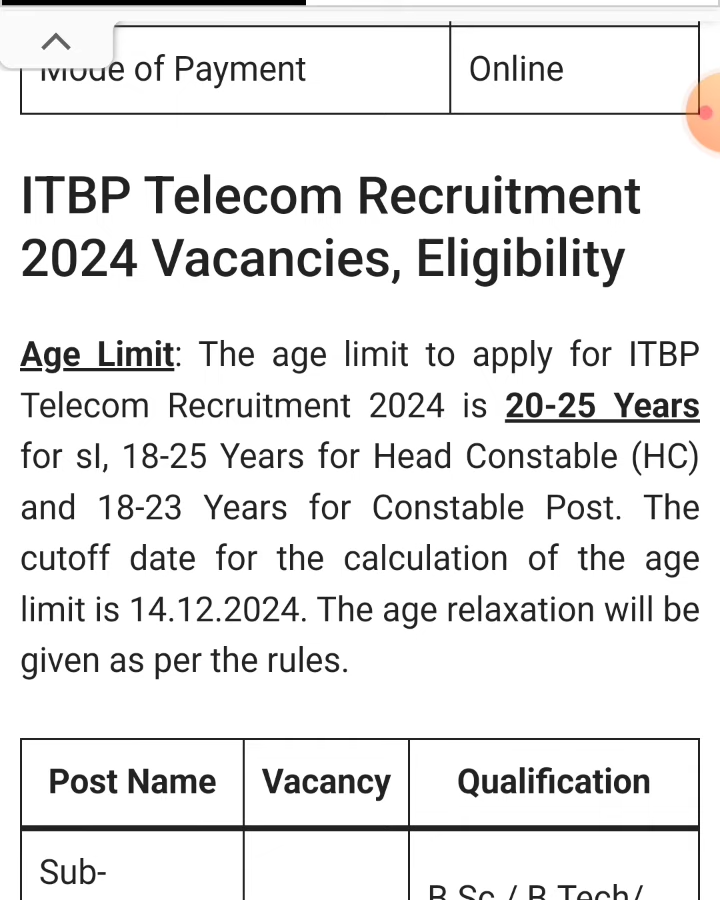 Mode of Payment Online
ITBP Telecom Recruitment
2024 Vacancies, Eligibility
Age Limit: The age limit to apply for ITBP
Telecom Recruitment 2024 is 20-25 Years
for sI, 18-25 Years for Head Constable (HC)
and 18-23 Years for Constable Post. The
cutoff date for the calculation of the age
limit is 14.12.2024. The age relaxation will be
given as per the rules.
Post Name Vacancy Qualification
Sub-
B.Sc / B.Tech/